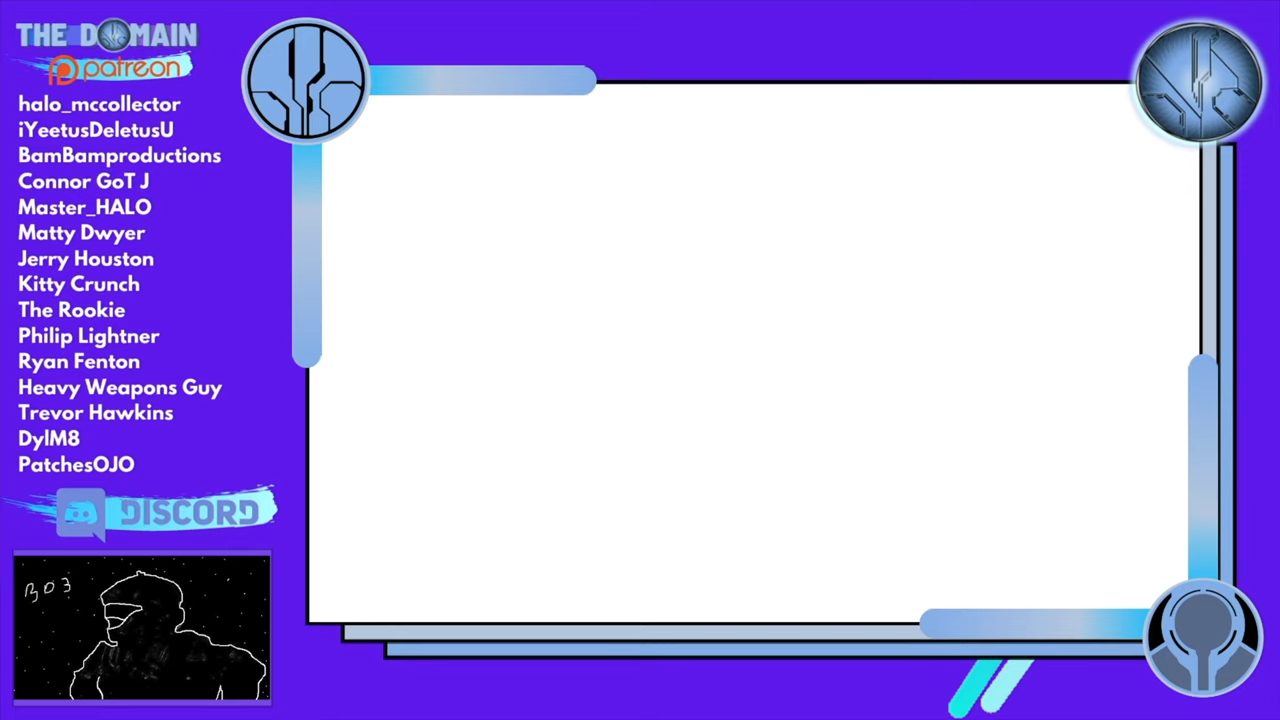 THE DOMAIN
patreon
halo_mccollector
iYeetusDeletusU
BamBamproductions
Connor GoT J
Master_HALO
Matty Dwyer
Jerry Houston
Kitty Crunch
The Rookie
Philip Lightner
Ryan Fenton
Heavy Weapons Guy
Trevor Hawkins
DylM8
PatchesOJO
DISCORD